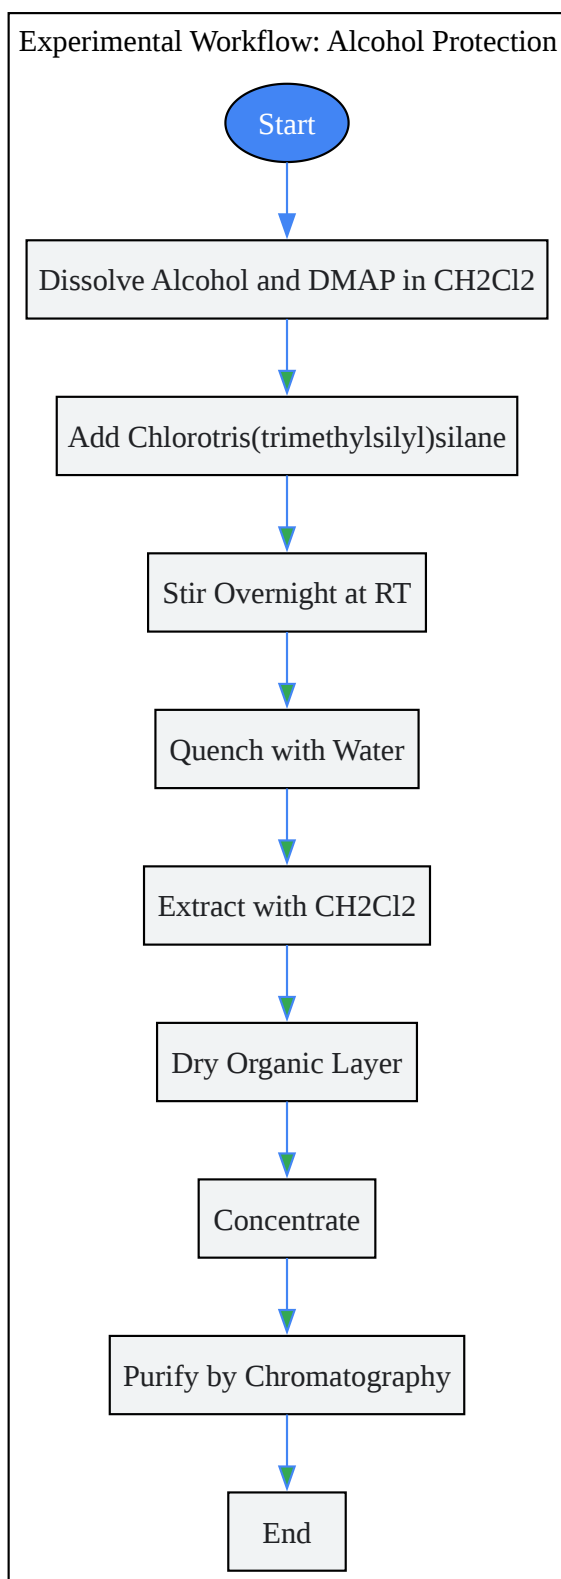 Experimental Workflow: Alcohol Protection
Start
Dissolve Alcohol and DMAP in CH2Cl2
Add Chlorotris(trimethylsilyl)silane
Stir Overnight at RT
Quench with Water
Extract with CH2Cl2
Dry Organic Layer
Concentrate
Purify by Chromatography
End